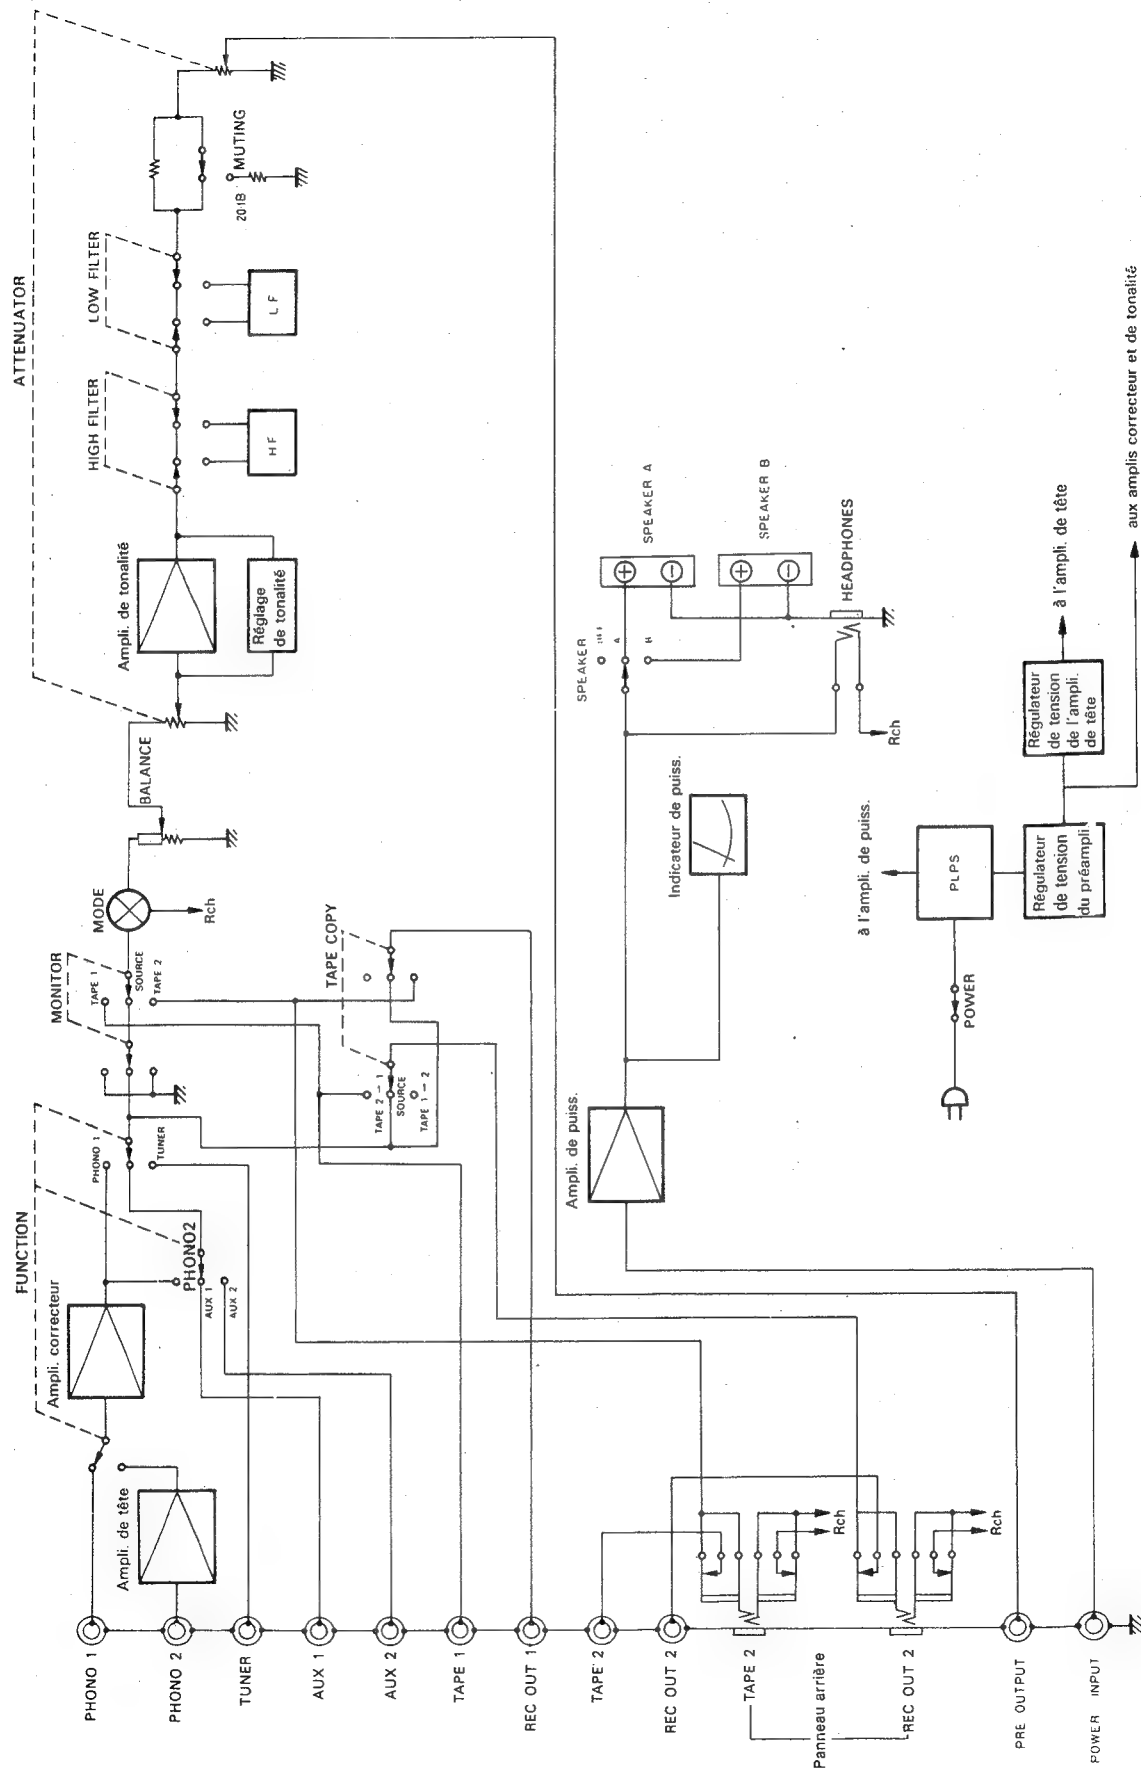 ATTENUATOR
FUNCTION
MONITOR
HIGH FILTER
LOW FILTER
MODE
BALANCE
Ampli. de tonalité
Réglage
de tonalité
HF
LF
20dB
MUTING
Ampli. correcteur
Ampli. de tête
PHONO 1
TUNER
PHONO2
AUX 1
AUX 2
TAPE 1
SOURCE
TAPE 2
Rch
TAPE COPY
TAPE 2 → 1
SOURCE
TAPE 1 → 2
PHONO 1
PHONO 2
TUNER
AUX 1
AUX 2
TAPE 1
REC OUT 1
TAPE 2
REC OUT 2
TAPE 2
Panneau arrière
REC OUT 2
PRE OUTPUT
POWER INPUT
Rch
Rch
Ampli. de puiss.
Indicateur de puiss.
SPEAKER
A
B
SPEAKER A
+
−
SPEAKER B
+
−
HEADPHONES
Rch
à l'ampli. de puiss.
POWER
PLPS
Régulateur
de tension
du préampli.
Régulateur
de tension
de l'ampli.
de tête
à l'ampli. de tête
aux amplis correcteur et de tonalité